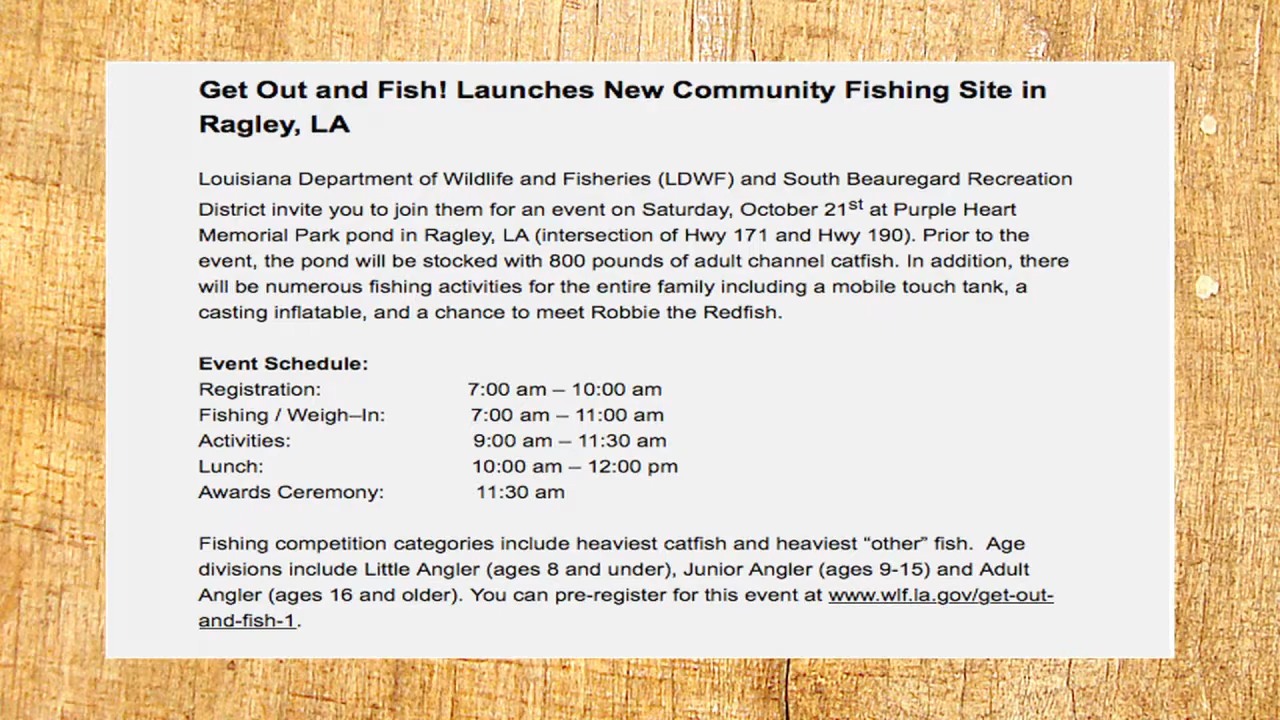 Get Out and Fish! Launches New Community Fishing Site in
Ragley, LA
Louisiana Department of Wildlife and Fisheries (LDWF) and South Beauregard Recreation
District invite you to join them for an event on Saturday, October 21st at Purple Heart
Memorial Park pond in Ragley, LA (intersection of Hwy 171 and Hwy 190). Prior to the
event, the pond will be stocked with 800 pounds of adult channel catfish. In addition, there
will be numerous fishing activities for the entire family including a mobile touch tank, a
casting inflatable, and a chance to meet Robbie the Redfish.
Event Schedule:
Registration: 7:00 am – 10:00 am
Fishing / Weigh–In: 7:00 am – 11:00 am
Activities: 9:00 am – 11:30 am
Lunch: 10:00 am – 12:00 pm
Awards Ceremony: 11:30 am
Fishing competition categories include heaviest catfish and heaviest “other” fish. Age
divisions include Little Angler (ages 8 and under), Junior Angler (ages 9-15) and Adult
Angler (ages 16 and older). You can pre-register for this event at www.wlf.la.gov/get-out-
and-fish-1.